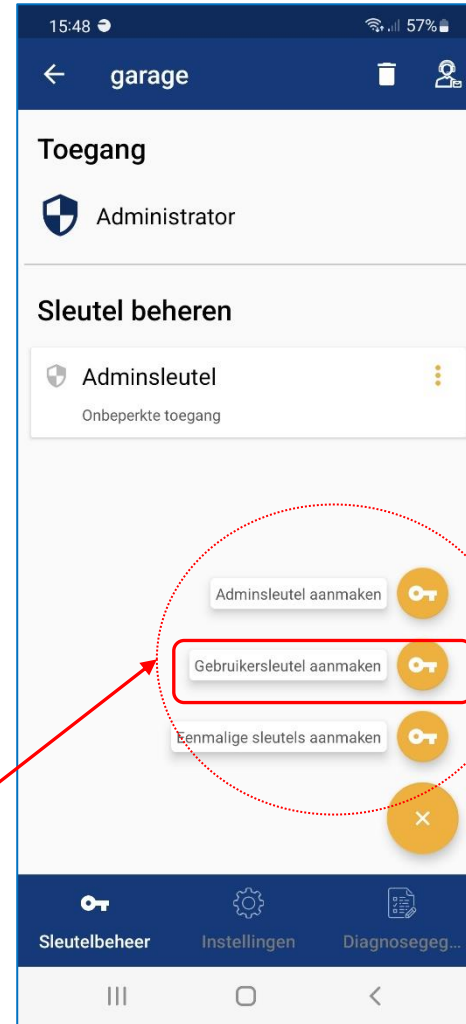 15:48 57%
garage
Toegang
Administrator
Sleutel beheren
Adminsleutel
Onbeperkte toegang
Adminsleutel aanmaken
Gebruikersleutel aanmaken
Eenmalige sleutels aanmaken
Sleutelbeheer Instellingen Diagnosegeg...